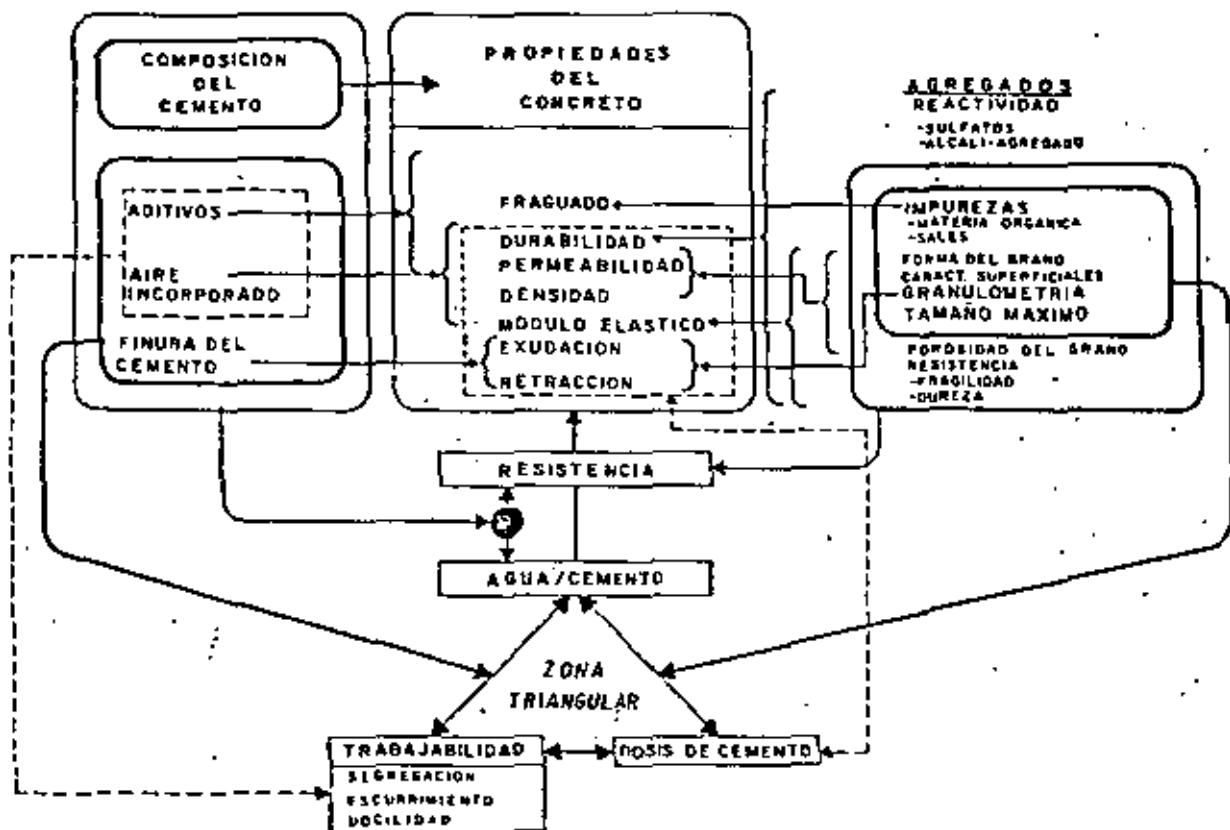 COMPOSICION
DEL
CEMENTO
ADITIVOS
AIRE
INCORPORADO
FINURA DEL
CEMENTO
PROPIEDADES
DEL
CONCRETO
FRAGUADO
DURABILIDAD
PERMEABILIDAD
DENSIDAD
MODULO ELASTICO
EXUDACION
RETRACCION
AGREGADOS
REACTIVIDAD
-SULFATOS
-ALCALI-AGREGADO
IMPUREZAS
-MATERIA ORGANICA
-SALES
FORMA DEL GRANO
CARACT. SUPERFICIALES
GRANULOMETRIA
TAMAÑO MAXIMO
POROSIDAD DEL GRANO
RESISTENCIA
-FRAGILIDAD
-DUREZA
RESISTENCIA
AGUA/CEMENTO
ZONA
TRIANGULAR
TRABAJABILIDAD
SEGREGACION
ESCURRIMIENTO
DOCILIDAD
DOSIS DE CEMENTO